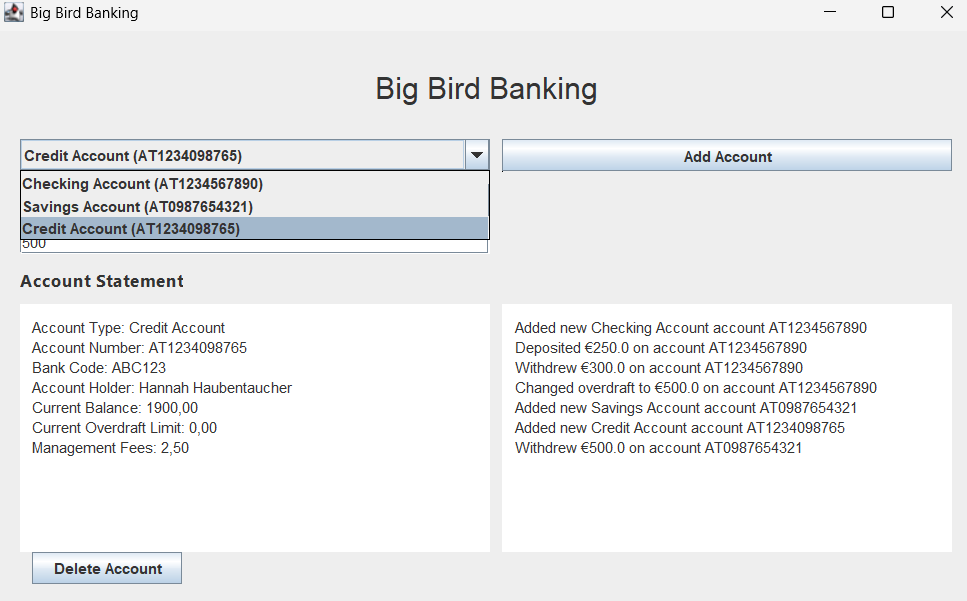 Big Bird Banking
Big Bird Banking
Credit Account (AT1234098765)
Add Account
Checking Account (AT1234567890)
Savings Account (AT0987654321)
Credit Account (AT1234098765)
500
Account Statement
Account Type: Credit Account
Account Number: AT1234098765
Bank Code: ABC123
Account Holder: Hannah Haubentaucher
Current Balance: 1900,00
Current Overdraft Limit: 0,00
Management Fees: 2,50
Added new Checking Account account AT1234567890
Deposited €250.0 on account AT1234567890
Withdrew €300.0 on account AT1234567890
Changed overdraft to €500.0 on account AT1234567890
Added new Savings Account account AT0987654321
Added new Credit Account account AT1234098765
Withdrew €500.0 on account AT0987654321
Delete Account